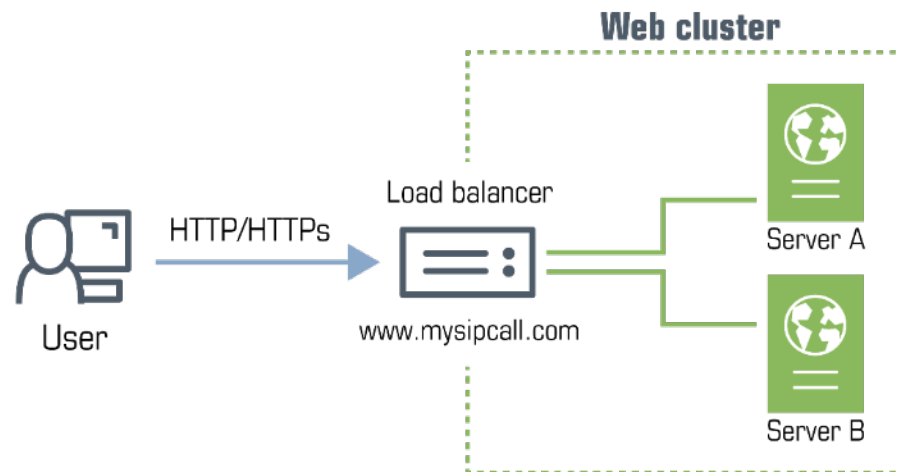 Web cluster
Load balancer
HTTP/HTTPs
Server A
User
www.mysipcall.com
Server B